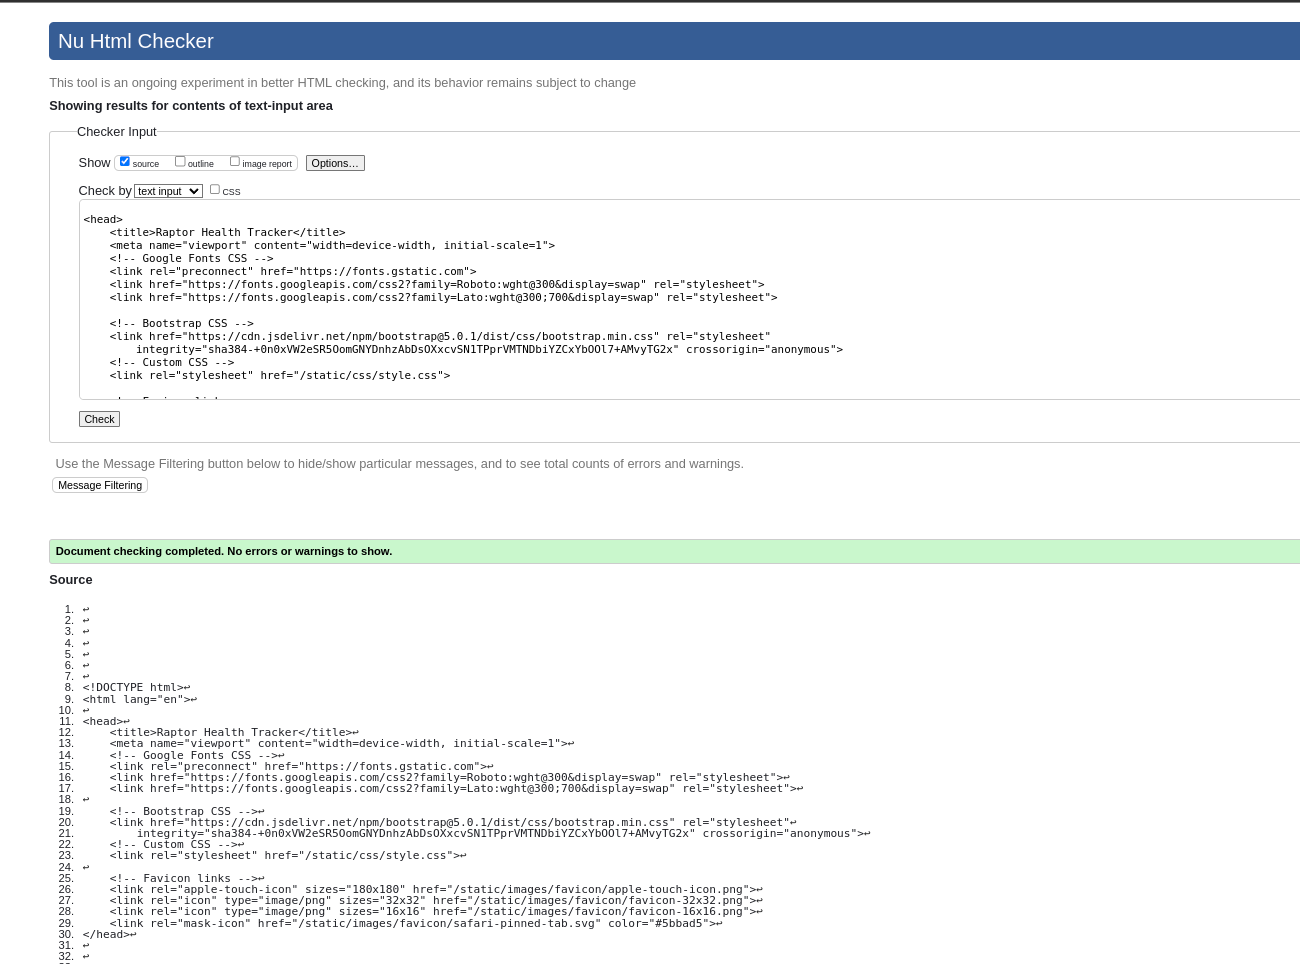 Nu Html Checker
This tool is an ongoing experiment in better HTML checking, and its behavior remains subject to change
Showing results for contents of text-input area
Checker Input
Show source outline image report Options...
Check by text input css
<head>
    <title>Raptor Health Tracker</title>
    <meta name="viewport" content="width=device-width, initial-scale=1">
    <!-- Google Fonts CSS -->
    <link rel="preconnect" href="https://fonts.gstatic.com">
    <link href="https://fonts.googleapis.com/css2?family=Roboto:wght@300&display=swap" rel="stylesheet">
    <link href="https://fonts.googleapis.com/css2?family=Lato:wght@300;700&display=swap" rel="stylesheet">
    <!-- Bootstrap CSS -->
    <link href="https://cdn.jsdelivr.net/npm/bootstrap@5.0.1/dist/css/bootstrap.min.css" rel="stylesheet"
        integrity="sha384-+0n0xVW2eSR5OomGNYDnhzAbDsOXxcvSN1TPprVMTNDbiYZCxYbOOl7+AMvyTG2x" crossorigin="anonymous">
    <!-- Custom CSS -->
    <link rel="stylesheet" href="/static/css/style.css">
Check
Use the Message Filtering button below to hide/show particular messages, and to see total counts of errors and warnings.
Message Filtering
Document checking completed. No errors or warnings to show.
Source
1. ↩
2. ↩
3. ↩
4. ↩
5. ↩
6. ↩
7. ↩
8. <!DOCTYPE html>↩
9. <html lang="en">↩
10. ↩
11. <head>↩
12.     <title>Raptor Health Tracker</title>↩
13.     <meta name="viewport" content="width=device-width, initial-scale=1">↩
14.     <!-- Google Fonts CSS -->↩
15.     <link rel="preconnect" href="https://fonts.gstatic.com">↩
16.     <link href="https://fonts.googleapis.com/css2?family=Roboto:wght@300&display=swap" rel="stylesheet">↩
17.     <link href="https://fonts.googleapis.com/css2?family=Lato:wght@300;700&display=swap" rel="stylesheet">↩
18. ↩
19.     <!-- Bootstrap CSS -->↩
20.     <link href="https://cdn.jsdelivr.net/npm/bootstrap@5.0.1/dist/css/bootstrap.min.css" rel="stylesheet"↩
21.         integrity="sha384-+0n0xVW2eSR5OomGNYDnhzAbDsOXxcvSN1TPprVMTNDbiYZCxYbOOl7+AMvyTG2x" crossorigin="anonymous">↩
22.     <!-- Custom CSS -->↩
23.     <link rel="stylesheet" href="/static/css/style.css">↩
24. ↩
25.     <!-- Favicon links -->↩
26.     <link rel="apple-touch-icon" sizes="180x180" href="/static/images/favicon/apple-touch-icon.png">↩
27.     <link rel="icon" type="image/png" sizes="32x32" href="/static/images/favicon/favicon-32x32.png">↩
28.     <link rel="icon" type="image/png" sizes="16x16" href="/static/images/favicon/favicon-16x16.png">↩
29.     <link rel="mask-icon" href="/static/images/favicon/safari-pinned-tab.svg" color="#5bbad5">↩
30. </head>↩
31. ↩
32. ↩